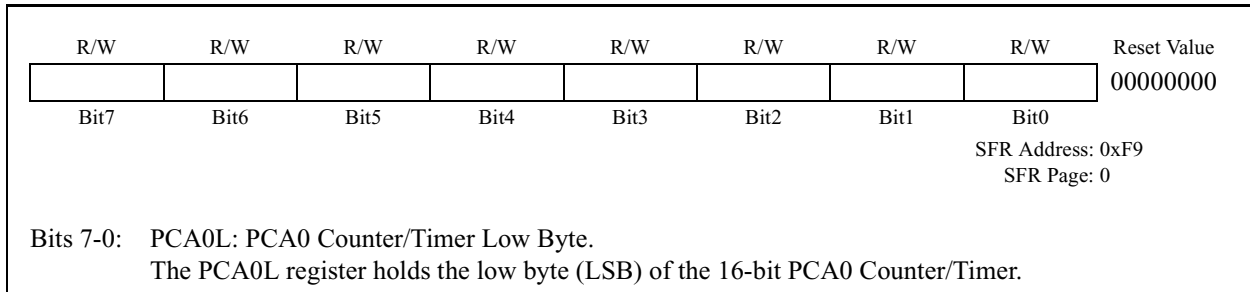 R/W R/W R/W R/W R/W R/W R/W R/W Reset Value
00000000
Bit7 Bit6 Bit5 Bit4 Bit3 Bit2 Bit1 Bit0
SFR Address: 0xF9
SFR Page: 0
Bits 7-0: PCA0L: PCA0 Counter/Timer Low Byte.
The PCA0L register holds the low byte (LSB) of the 16-bit PCA0 Counter/Timer.